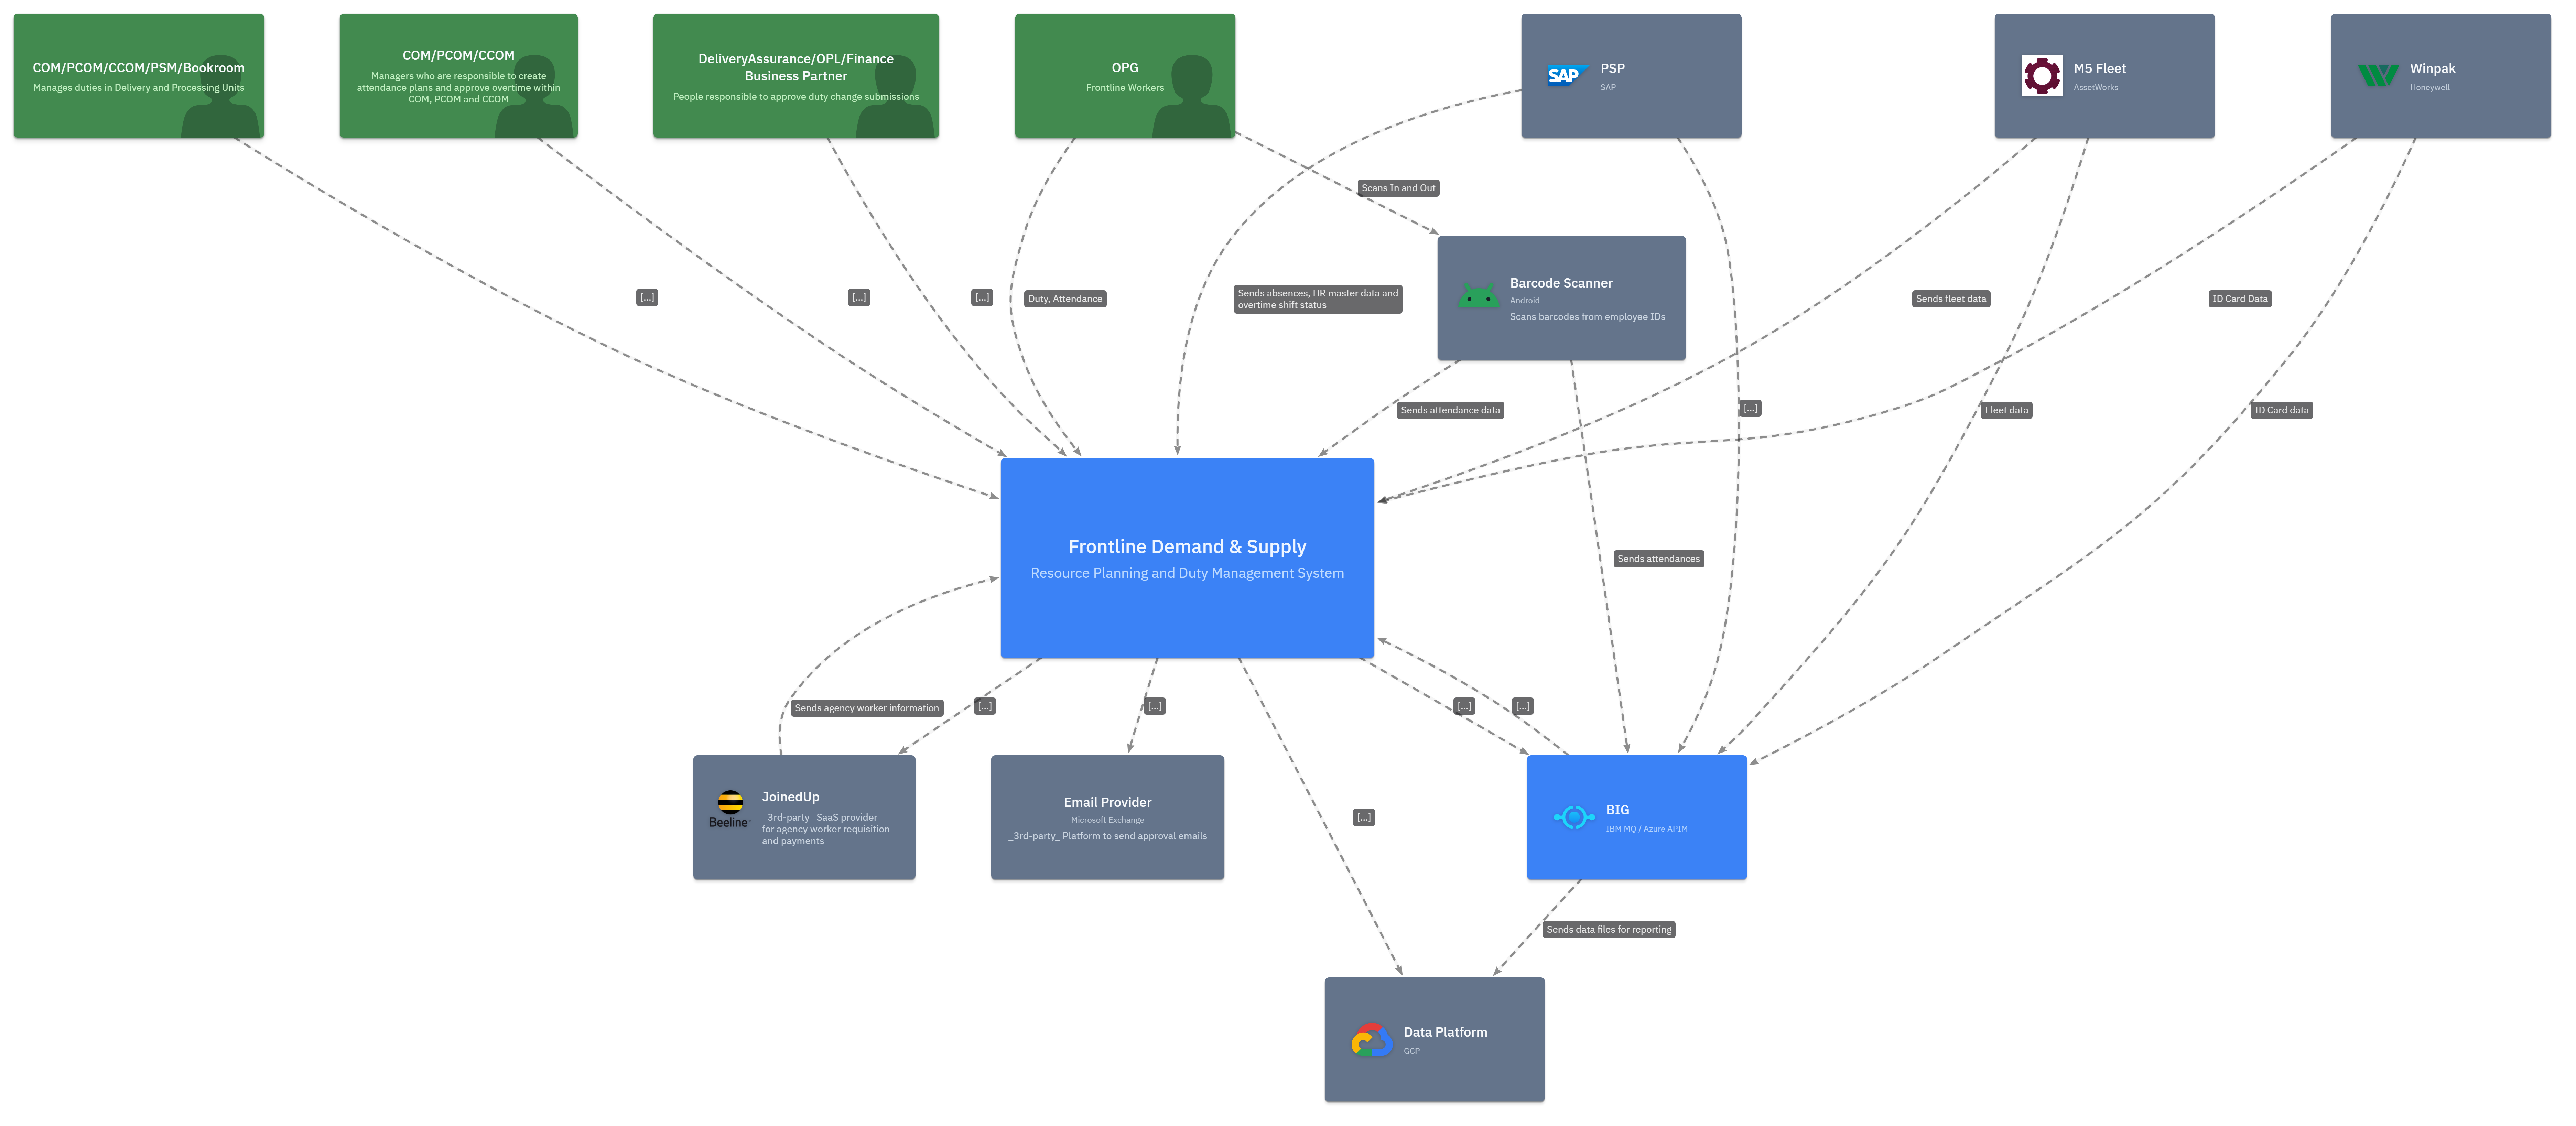 COM/PCOM/CCOM/PSM/Bookroom
Manages duties in Delivery and Processing Units
COM/PCOM/CCOM
Managers who are responsible to create
attendance plans and approve overtime within
COM, PCOM and CCOM
DeliveryAssurance/OPL/Finance
Business Partner
People responsible to approve duty change submissions
OPG
Frontline Workers
SAP
PSP
SAP
M5 Fleet
AssetWorks
Winpak
Honeywell
Scans In and Out
Barcode Scanner
Android
Scans barcodes from employee IDs
[...]
[...]
[...]
Duty, Attendance
Sends absences, HR master data and
overtime shift status
Sends fleet data
ID Card Data
Sends attendance data
[...]
Fleet data
ID Card data
Frontline Demand & Supply
Resource Planning and Duty Management System
Sends attendances
Sends agency worker information
[...]
[...]
[...]
[...]
Beeline
JoinedUp
_3rd-party_ SaaS provider
for agency worker requisition
and payments
Email Provider
Microsoft Exchange
_3rd-party_ Platform to send approval emails
[...]
BIG
IBM MQ / Azure APIM
Sends data files for reporting
Data Platform
GCP